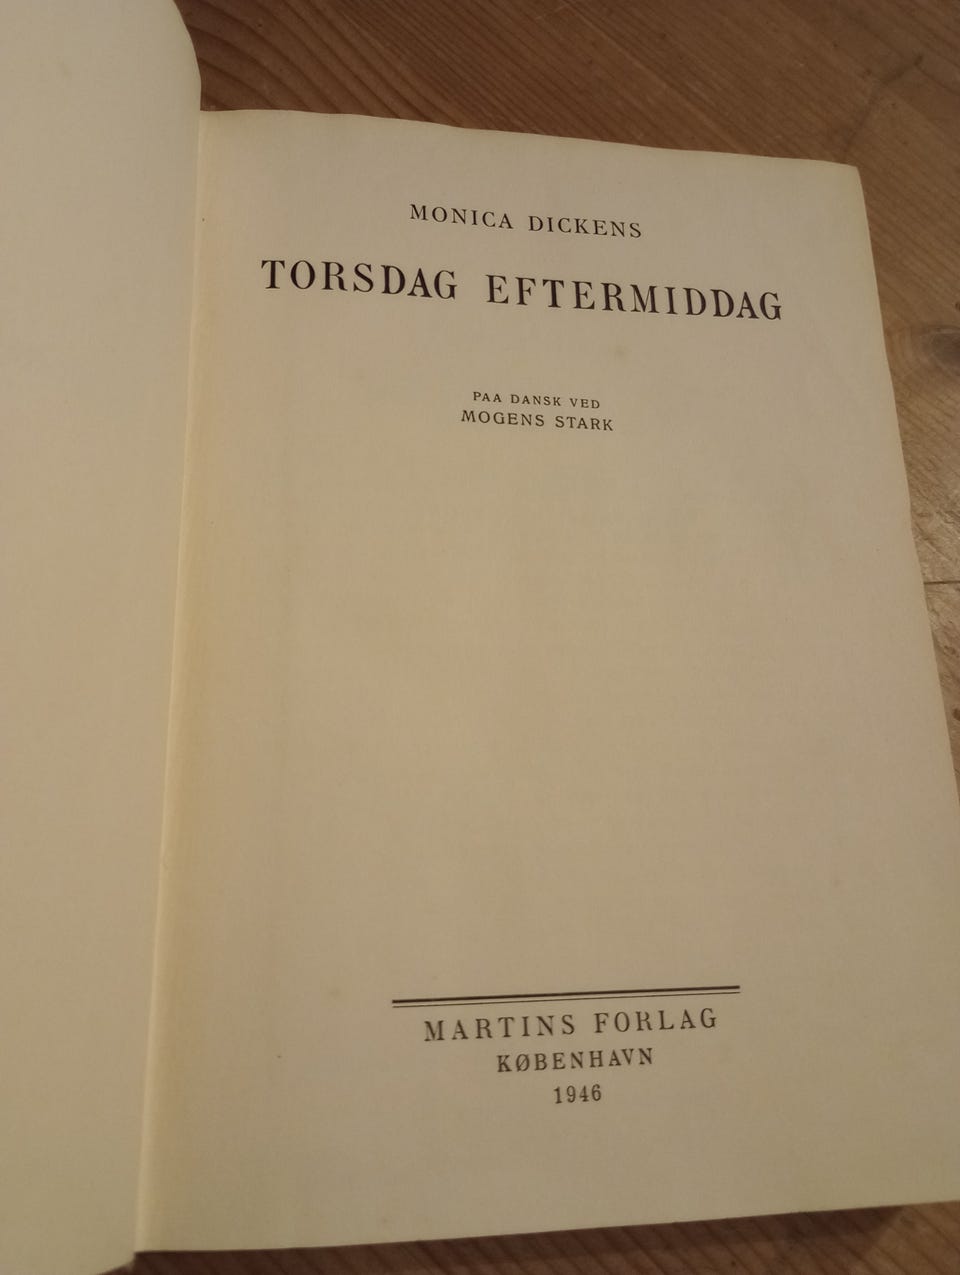 MONICA DICKENS
TORSDAG EFTERMIDDAG
PAA DANSK VED
MOGENS STARK
MARTINS FORLAG
KØBENHAVN
1946